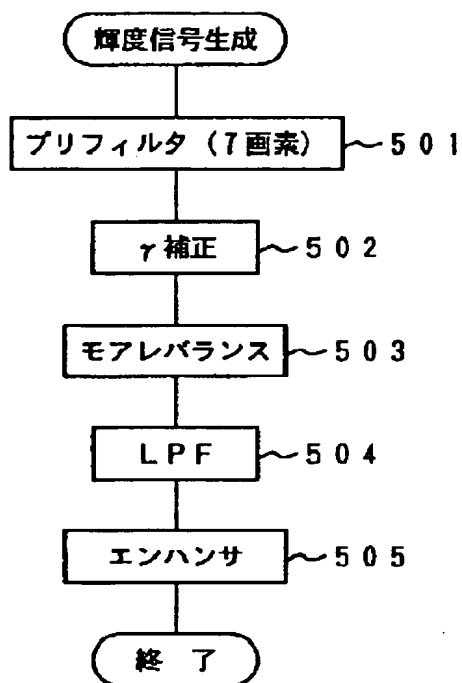 輝度信号生成
プリフィルタ（7画素） 501
γ補正 502
モアレバランス 503
LPF 504
エンハンサ 505
終了